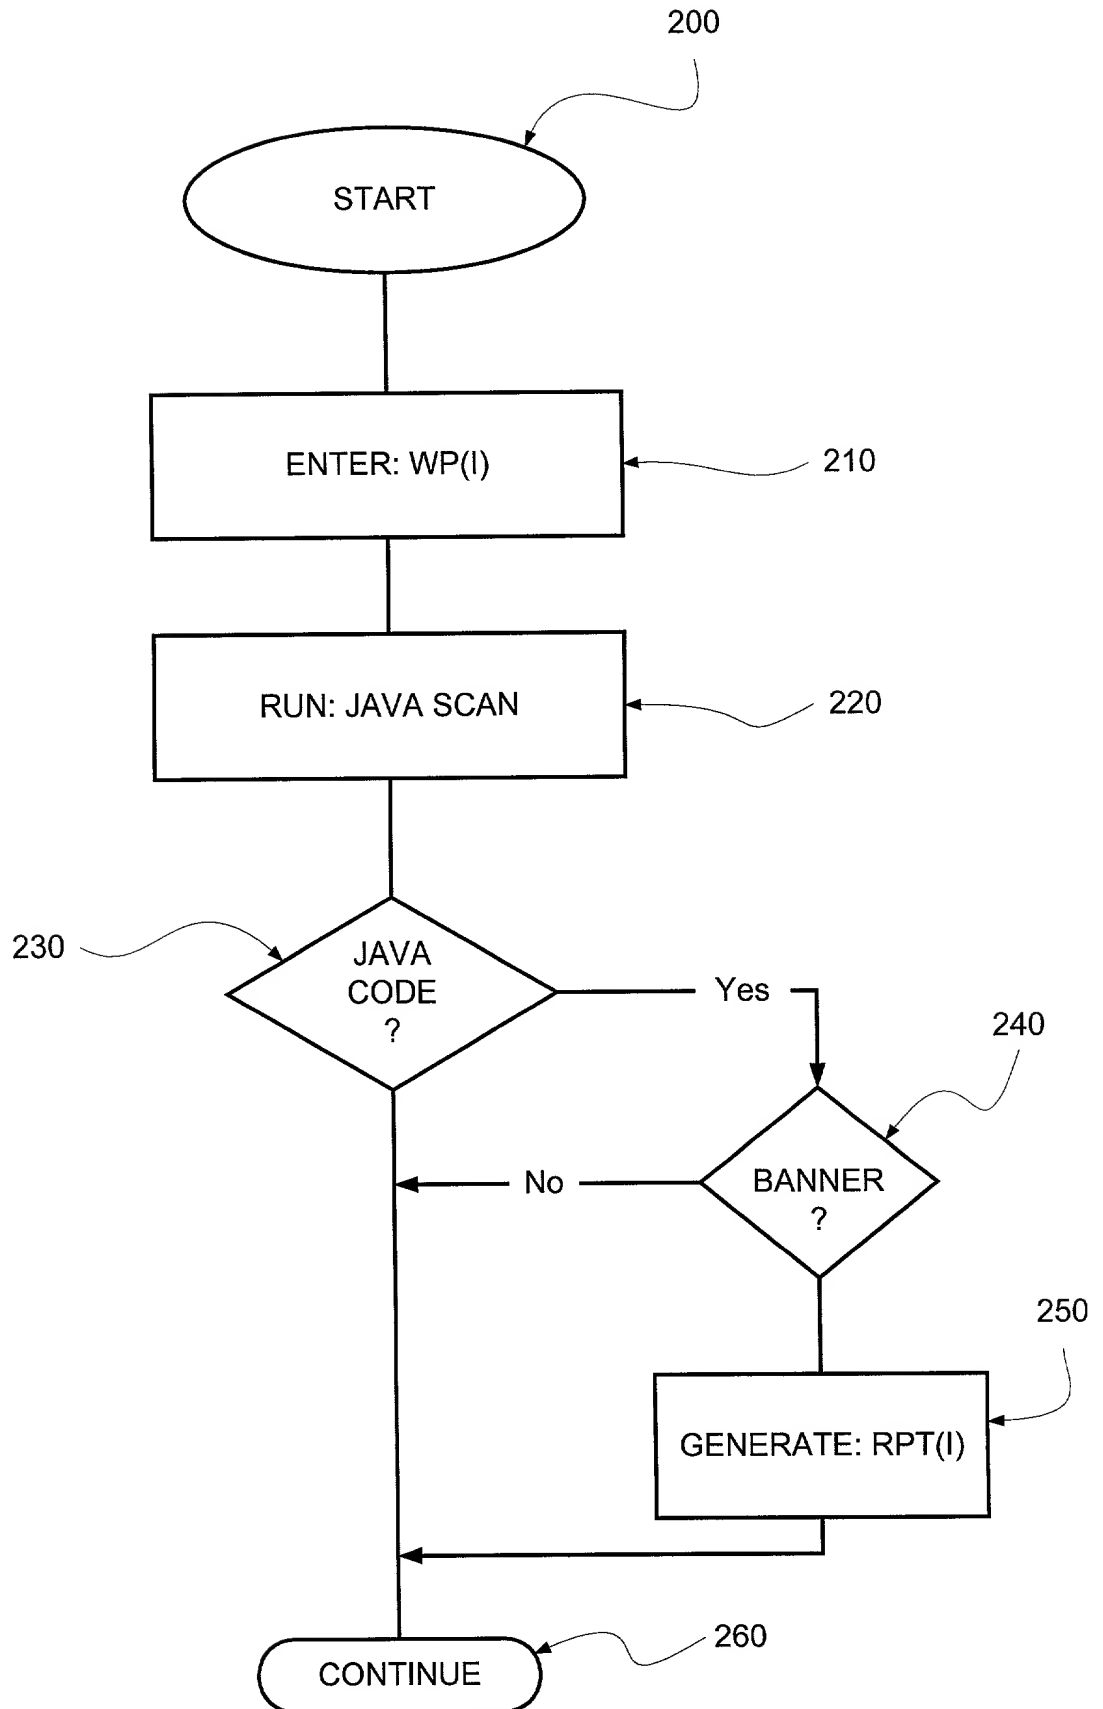 200
START
ENTER: WP(I)
210
RUN: JAVA SCAN
220
230
JAVA
CODE
?
Yes
240
No
BANNER
?
250
GENERATE: RPT(I)
260
CONTINUE